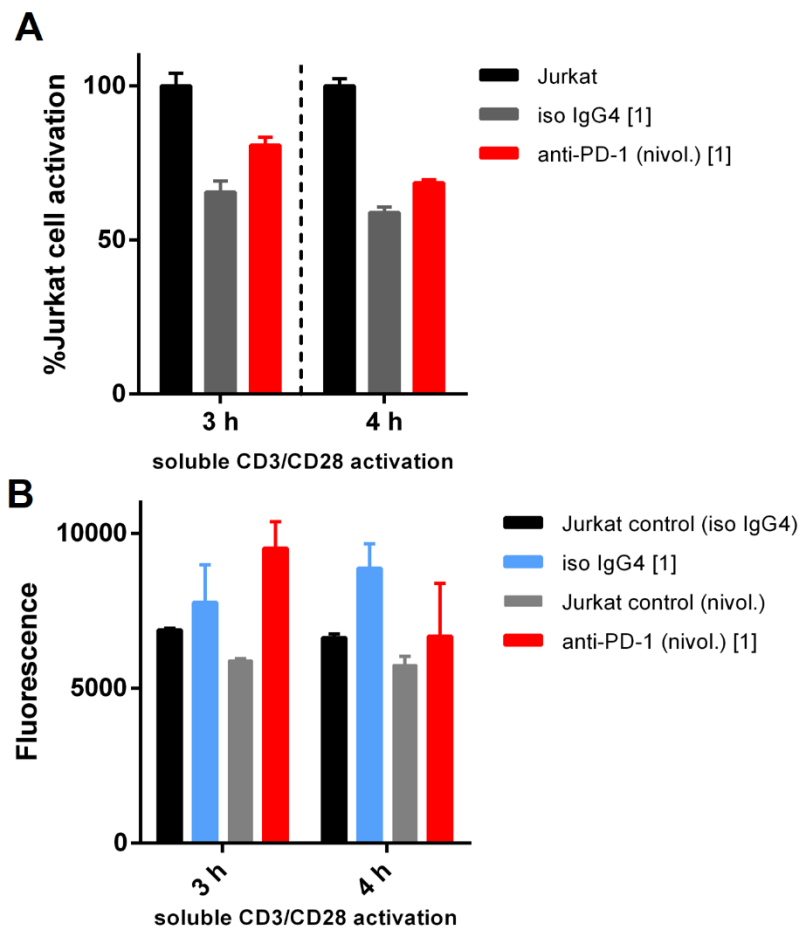 A
%Jurkat cell activation
100
50
0
3 h
4 h
soluble CD3/CD28 activation
Jurkat
iso IgG4 [1]
anti-PD-1 (nivol.) [1]
B
Fluorescence
10000
5000
0
3 h
4 h
soluble CD3/CD28 activation
Jurkat control (iso IgG4)
iso IgG4 [1]
Jurkat control (nivol.)
anti-PD-1 (nivol.) [1]